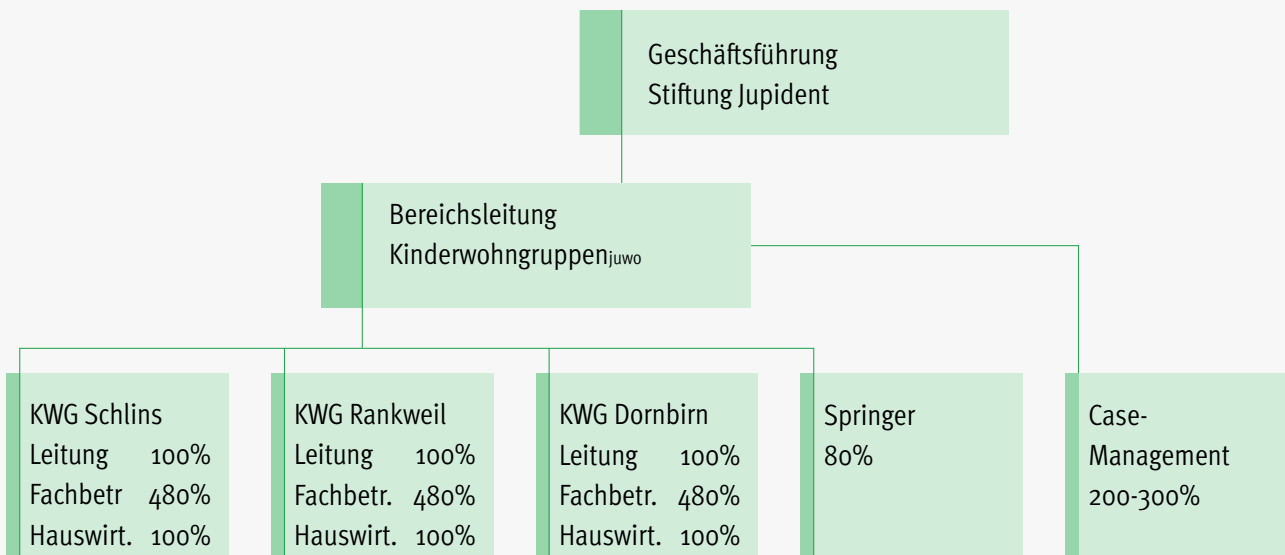 Geschäftsführung
Stiftung Jupident
Bereichsleitung
Kinderwohngruppenjuwo
KWG Schlins
Leitung 100%
Fachbetr 480%
Hauswirt. 100%
KWG Rankweil
Leitung 100%
Fachbetr. 480%
Hauswirt. 100%
KWG Dornbirn
Leitung 100%
Fachbetr. 480%
Hauswirt. 100%
Springer
80%
Case-
Management
200-300%